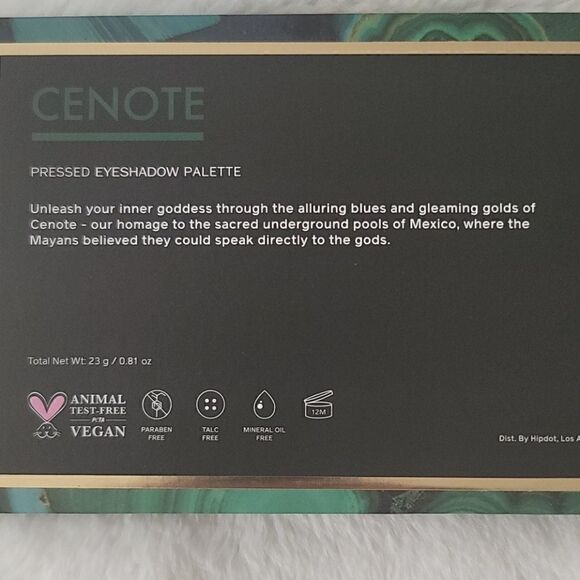 CENOTE
PRESSED EYESHADOW PALETTE
Unleash your inner goddess through the alluring blues and gleaming golds of
Cenote - our homage to the sacred underground pools of Mexico, where the
Mayans believed they could speak directly to the gods.
Total Net Wt: 23 g / 0.81 oz
ANIMAL
TEST-FREE
PETA
VEGAN
PARABEN
FREE
TALC
FREE
MINERAL OIL
FREE
12M
Dist. By Hipdot, Los A